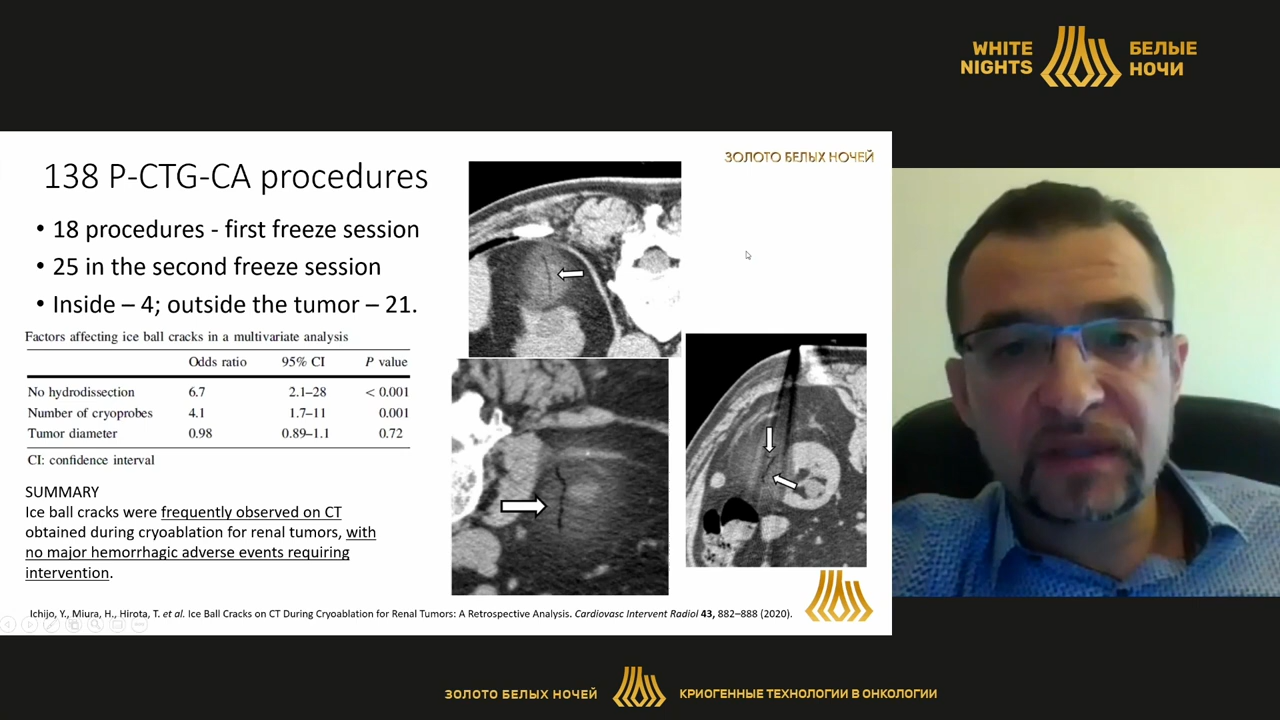 WHITE
NIGHTS
БЕЛЫЕ
НОЧИ
ЗОЛОТО БЕЛЫХ НОЧЕЙ
138 P-CTG-CA procedures
• 18 procedures - first freeze session
• 25 in the second freeze session
• Inside – 4; outside the tumor – 21.
Factors affecting ice ball cracks in a multivariate analysis
Odds ratio 95% CI P value
No hydrodissection 6.7 2.1–28 < 0.001
Number of cryoprobes 4.1 1.7–11 0.001
Tumor diameter 0.98 0.89–1.1 0.72
CI: confidence interval
SUMMARY
Ice ball cracks were frequently observed on CT
obtained during cryoablation for renal tumors, with
no major hemorrhagic adverse events requiring
intervention.
Ichijo, Y., Miura, H., Hirota, T. et al. Ice Ball Cracks on CT During Cryoablation for Renal Tumors: A Retrospective Analysis. Cardiovasc Intervent Radiol 43, 882–888 (2020).
ЗОЛОТО БЕЛЫХ НОЧЕЙ
КРИОГЕННЫЕ ТЕХНОЛОГИИ В ОНКОЛОГИИ